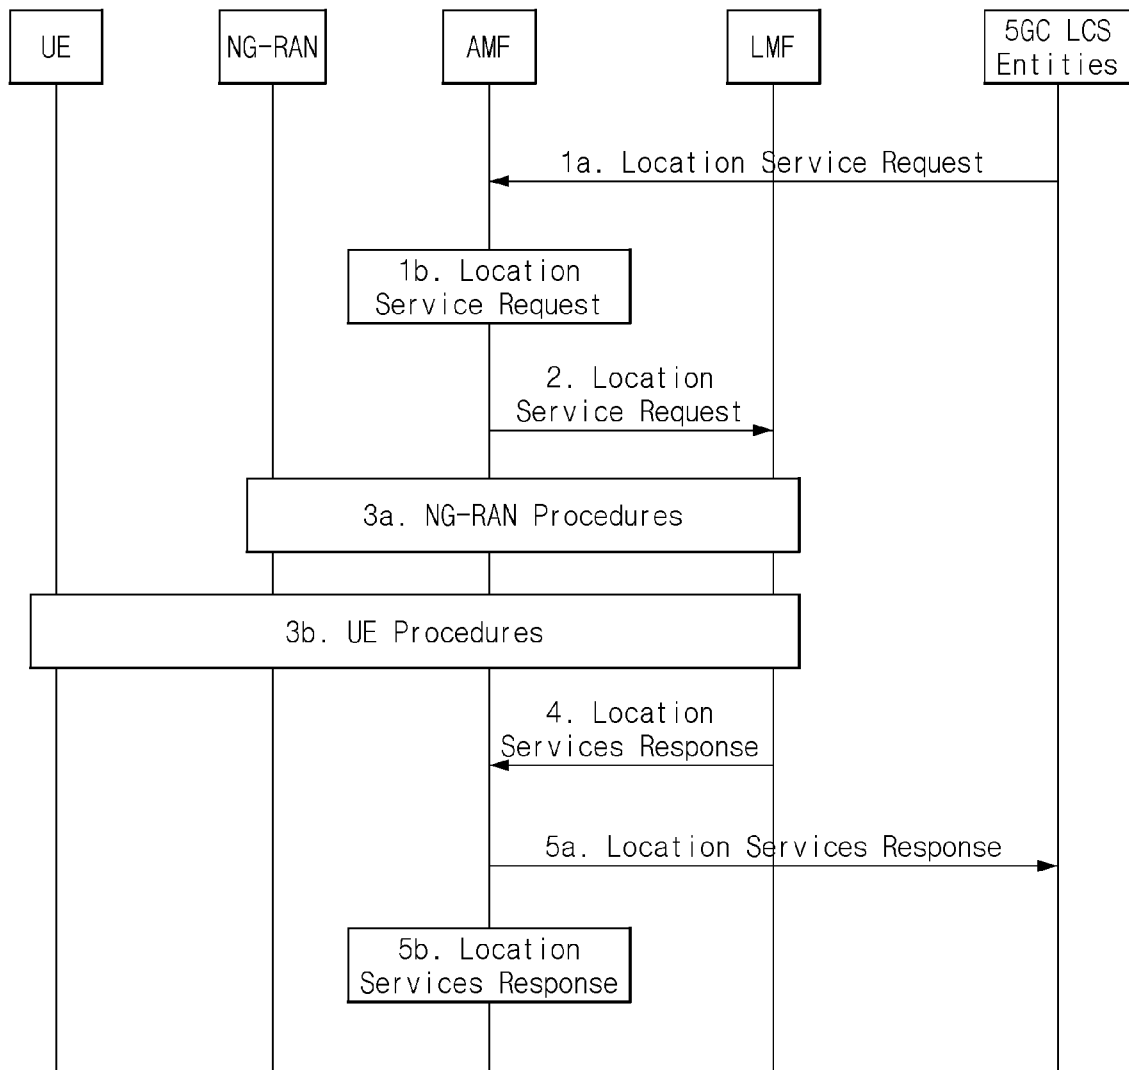 UE
NG-RAN
AMF
LMF
5GC LCS
Entities
1a. Location Service Request
1b. Location
Service Request
2. Location
Service Request
3a. NG-RAN Procedures
3b. UE Procedures
4. Location
Services Response
5a. Location Services Response
5b. Location
Services Response